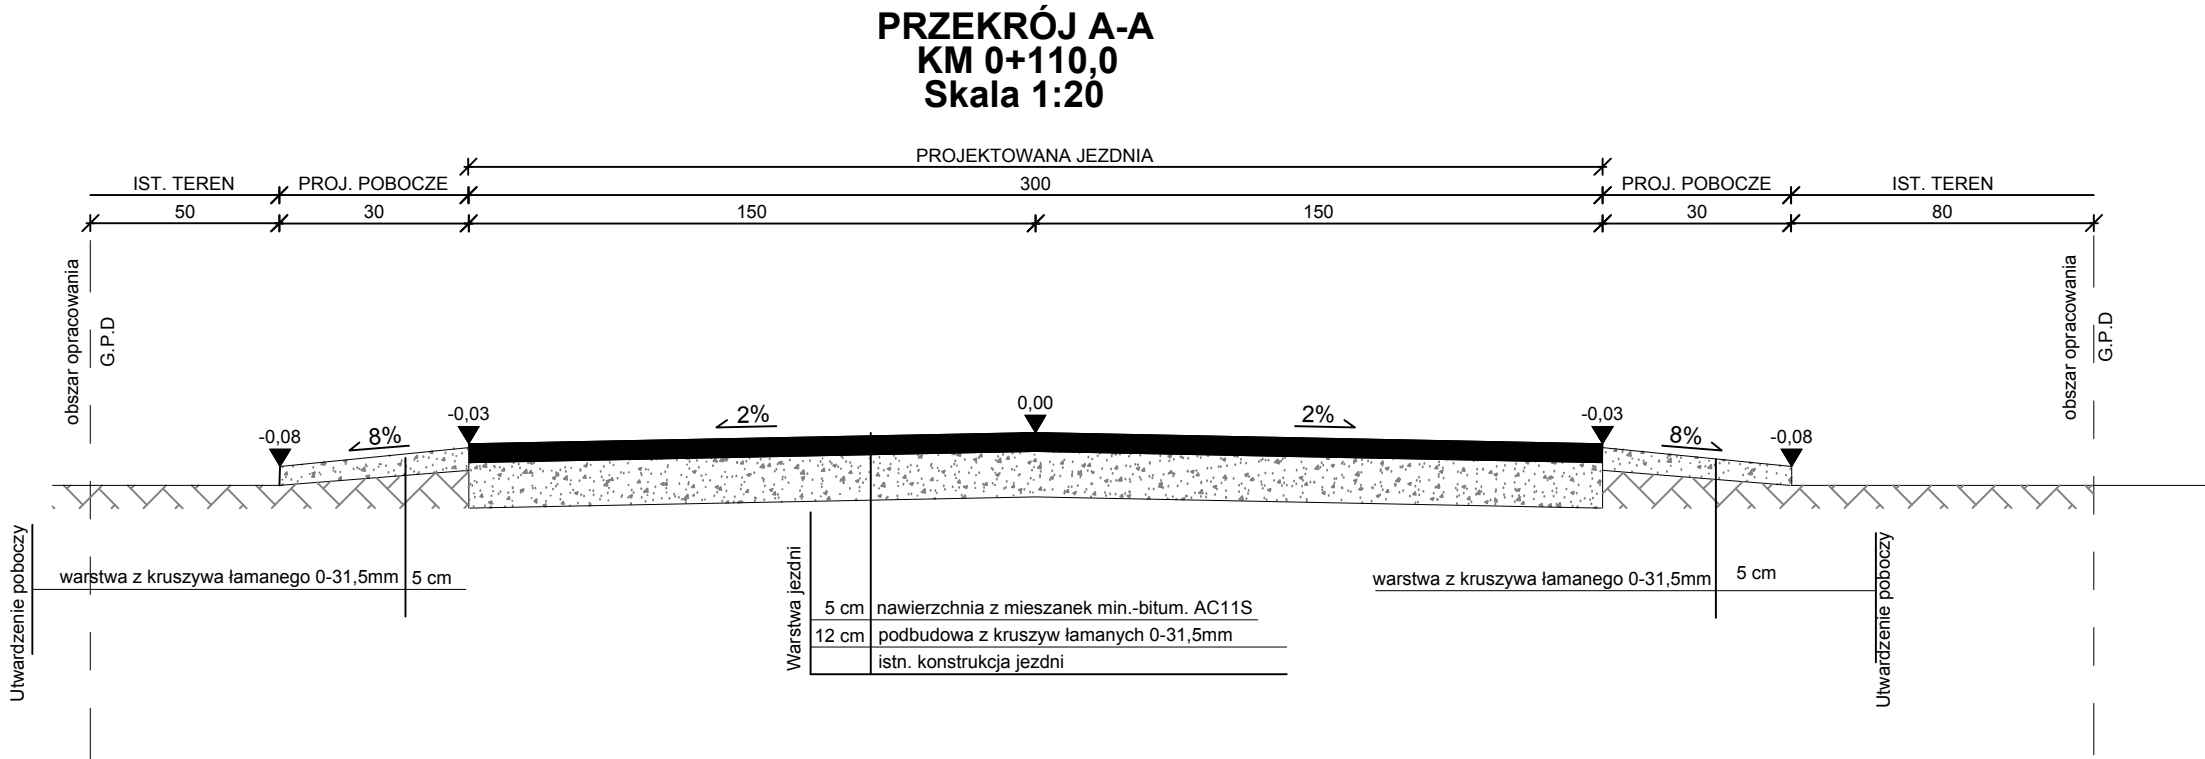 PRZEKRÓJ A-A
KM 0+110,0
Skala 1:20
PROJEKTOWANA JEZDNIA
IST. TEREN PROJ. POBOCZE 300 PROJ. POBOCZE IST. TEREN
50 30 150 150 30 80
obszar opracowania
G.P.D
obszar opracowania
G.P.D
-0,08 8% -0,03 2% 0,00 2% -0,03 8% -0,08
Utwardzenie poboczy
warstwa z kruszywa łamanego 0-31,5mm 5 cm
Warstwa jezdni
5 cm nawierzchnia z mieszanek min.-bitum. AC11S
12 cm podbudowa z kruszyw łamanych 0-31,5mm
istn. konstrukcja jezdni
warstwa z kruszywa łamanego 0-31,5mm 5 cm
Utwardzenie poboczy